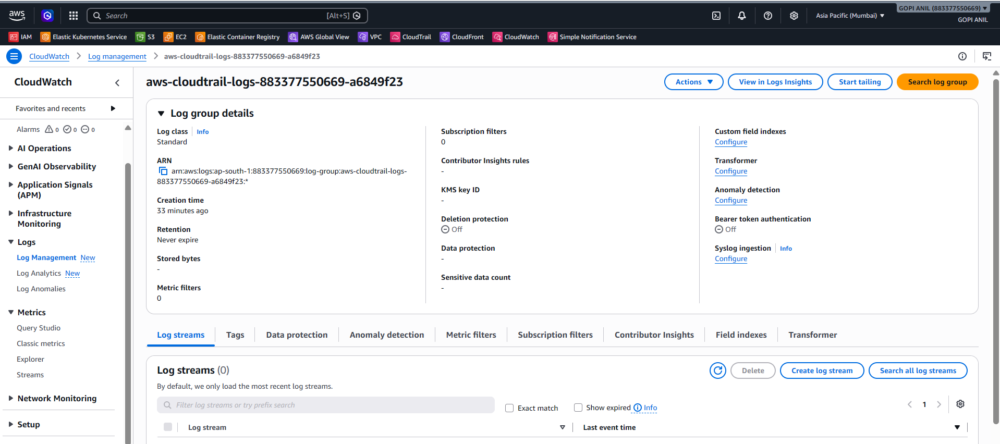 aws
Search [Alt+S]
Asia Pacific (Mumbai)
GOPI ANIL (883377550669)
GOPI ANIL
IAM Elastic Kubernetes Service S3 EC2 Elastic Container Registry AWS Global View VPC CloudTrail CloudFront CloudWatch Simple Notification Service
CloudWatch > Log management > aws-cloudtrail-logs-883377550669-a6849f23
CloudWatch
Favorites and recents
Alarms 0 0 0
AI Operations
GenAI Observability
Application Signals
(APM)
Infrastructure
Monitoring
Logs
Log Management New
Log Analytics New
Log Anomalies
Metrics
Query Studio
Classic metrics
Explorer
Streams
Network Monitoring
Setup
aws-cloudtrail-logs-883377550669-a6849f23
Actions View in Logs Insights Start tailing Search log group
Log group details
Log class Info
Standard
ARN
arn:aws:logs:ap-south-1:883377550669:log-group:aws-cloudtrail-logs-
883377550669-a6849f23:*
Creation time
33 minutes ago
Retention
Never expire
Stored bytes
-
Metric filters
0
Subscription filters
0
Contributor Insights rules
-
KMS key ID
-
Deletion protection
Off
Data protection
-
Sensitive data count
-
Custom field indexes
Configure
Transformer
Configure
Anomaly detection
Configure
Bearer token authentication
Off
Syslog ingestion Info
Configure
Log streams Tags Data protection Anomaly detection Metric filters Subscription filters Contributor Insights Field indexes Transformer
Log streams (0)
Delete Create log stream Search all log streams
By default, we only load the most recent log streams.
Filter log streams or try prefix search
Exact match Show expired Info
1
Log stream Last event time